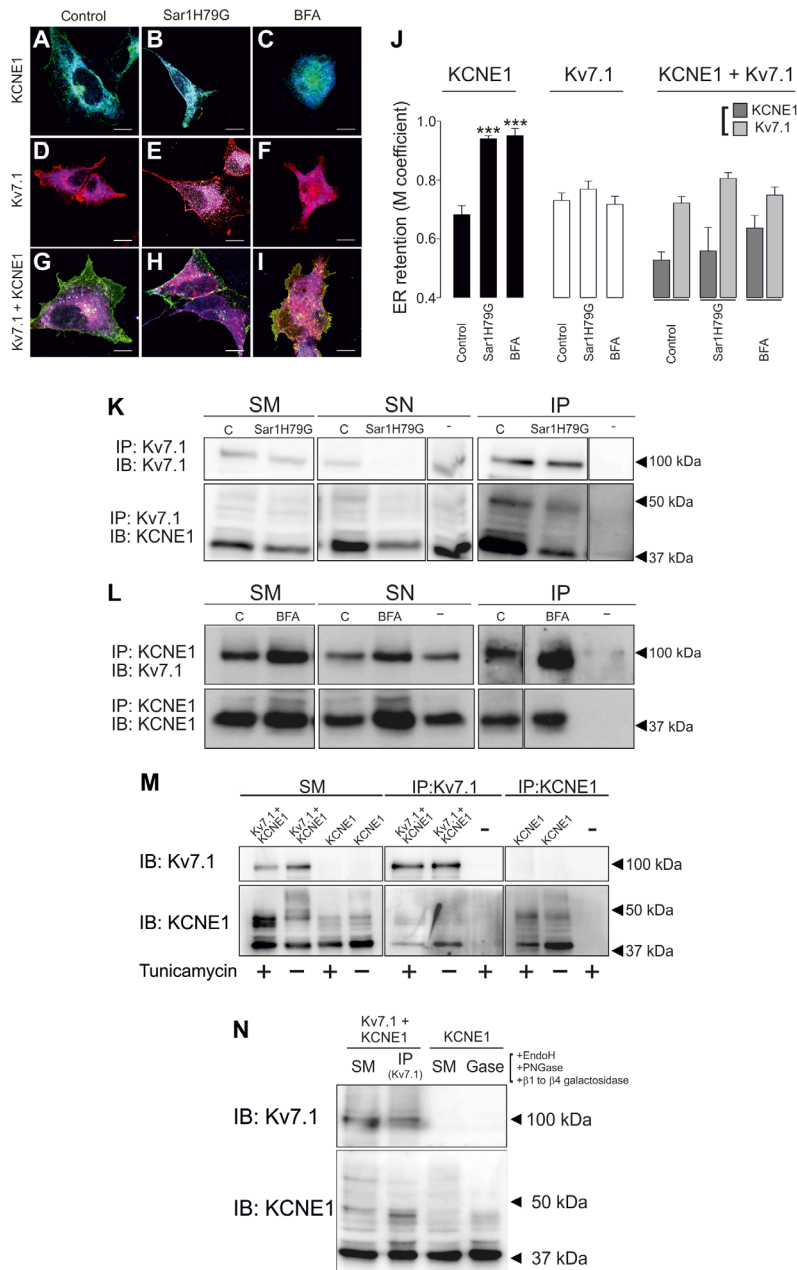 Control Sar1H79G BFA
KCNE1
A B C
Kv7.1
D E F
Kv7.1 + KCNE1
G H I
J
KCNE1 Kv7.1 KCNE1 + Kv7.1
KCNE1
Kv7.1
ER retention (M coefficient)
1.0
0.8
0.6
0.4
*** ***
Control Sar1H79G BFA Control Sar1H79G BFA Control Sar1H79G BFA
K
SM SN IP
C Sar1H79G C Sar1H79G - C Sar1H79G -
IP: Kv7.1
IB: Kv7.1
100 kDa
IP: Kv7.1
IB: KCNE1
50 kDa
37 kDa
L
SM SN IP
C BFA C BFA – C BFA –
IP: KCNE1
IB: Kv7.1
100 kDa
IP: KCNE1
IB: KCNE1
37 kDa
M
SM IP:Kv7.1 IP:KCNE1
Kv7.1 + KCNE1 Kv7.1 + KCNE1 KCNE1 KCNE1 Kv7.1 + KCNE1 Kv7.1 + KCNE1 – KCNE1 KCNE1 –
IB: Kv7.1
100 kDa
IB: KCNE1
50 kDa
37 kDa
Tunicamycin + – + – + – + + – +
N
Kv7.1 +
KCNE1 KCNE1
SM IP (Kv7.1) SM Gase
+EndoH
+PNGase
+β1 to β4 galactosidase
IB: Kv7.1
100 kDa
IB: KCNE1
50 kDa
37 kDa